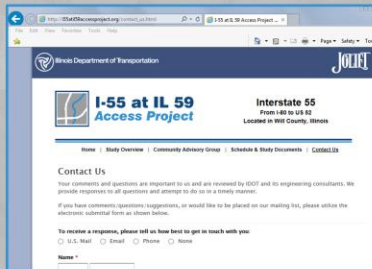 http://i55atil59accessproject.org/contact_us.html
I-55 at IL 59 Access Project ...
File Edit View Favorites Tools Help
Page Safety
Illinois Department of Transportation
JOLIET
I-55 at IL 59
Access Project
Interstate 55
From I-80 to US 52
Located in Will County, Illinois
Home | Study Overview | Community Advisory Group | Schedule & Study Documents | Contact Us
Contact Us
Your comments and questions are important to us and are reviewed by IDOT and its engineering consultants. We
provide responses to all questions and attempt to do so in a timely manner.
If you have comments/questions/suggestions, or would like to be placed on our mailing list, please utilize the
electronic submittal form as shown below.
To receive a response, please tell us how best to get in touch with you:
U.S. Mail Email Phone None
Name *